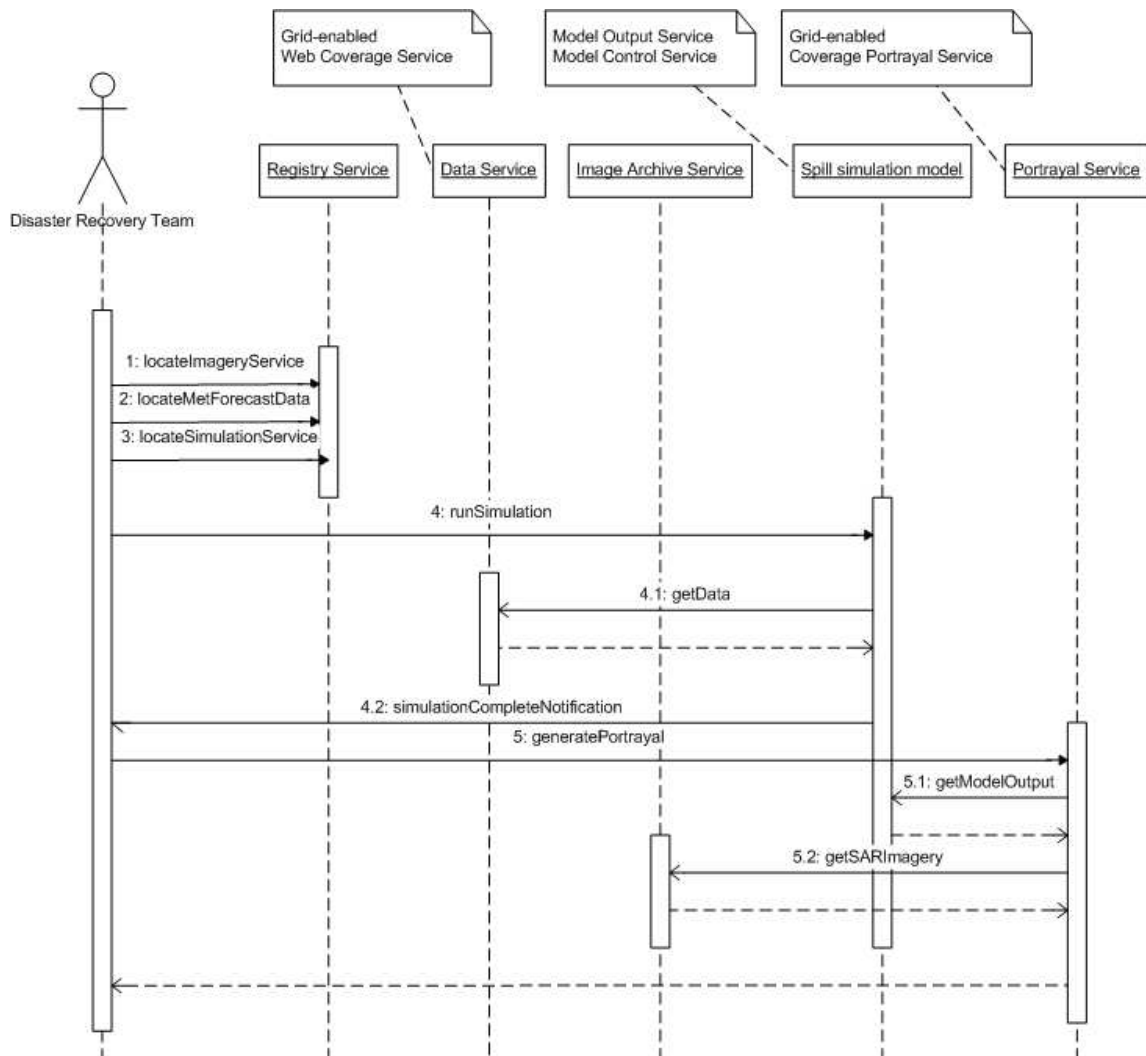 Grid-enabled
Web Coverage Service
Model Output Service
Model Control Service
Grid-enabled
Coverage Portrayal Service
Registry Service
Data Service
Image Archive Service
Spill simulation model
Portrayal Service
Disaster Recovery Team
1: locateImageryService
2: locateMetForecastData
3: locateSimulationService
4: runSimulation
4.1: getData
4.2: simulationCompleteNotification
5: generatePortrayal
5.1: getModelOutput
5.2: getSARImagery